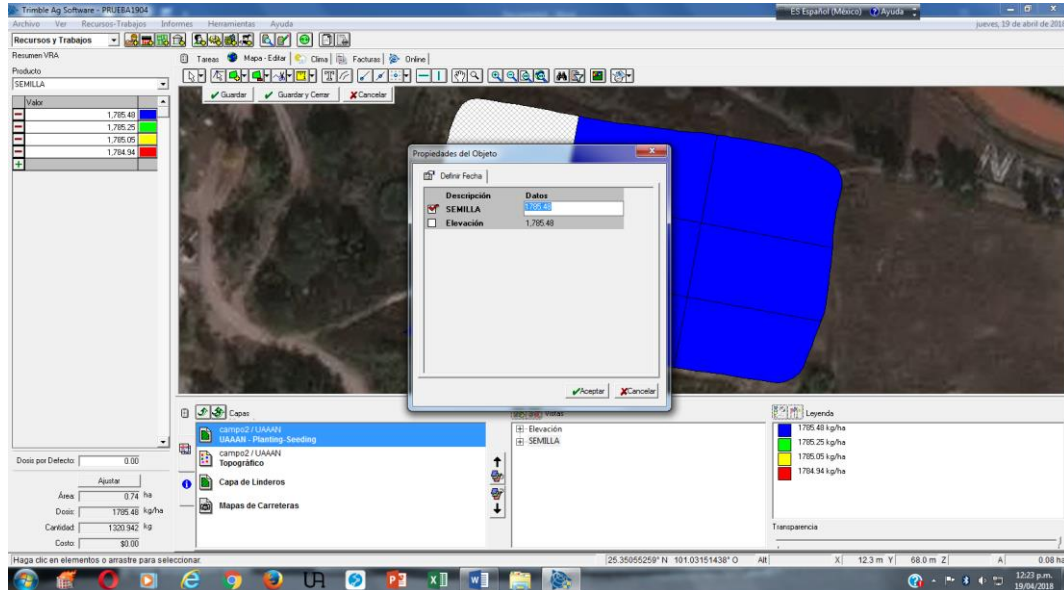 Trimble Ag Software - PRUEBA1904
ES Español (México) Ayuda
Archivo Ver Recursos-Trabajos Informes Herramientas Ayuda
jueves, 19 de abril de 2018
Recursos y Trabajos
Resumen VRA
Tareas Mapa - Editar Clima Facturas Online
Producto
SEMILLA
Guardar Guardar y Cerrar Cancelar
Valor
1,785.48
1,785.25
1,785.05
1,784.94
Propiedades del Objeto
Definir Fecha
Descripción Datos
SEMILLA 1785.48
Elevación 1,785.48
Aceptar Cancelar
Capas
Vistas
Leyenda
campo2 / UAAAN
UAAAN - Planting-Seeding
campo2 / UAAAN
Topográfico
Capa de Linderos
Mapas de Carreteras
Elevación
SEMILLA
1785.48 kg/ha
1785.25 kg/ha
1785.05 kg/ha
1784.94 kg/ha
Transparencia
Dosis por Defecto: 0.00
Ajustar
Área: 0.74 ha
Dosis: 1785.48 kg/ha
Cantidad: 1320.942 kg
Costo: $0.00
Haga clic en elementos o arrastre para seleccionar.
25.35055259° N 101.03151438° O Alt X 12.3 m Y 68.0 m Z A 0.08 ha
12:23 p.m.
19/04/2018